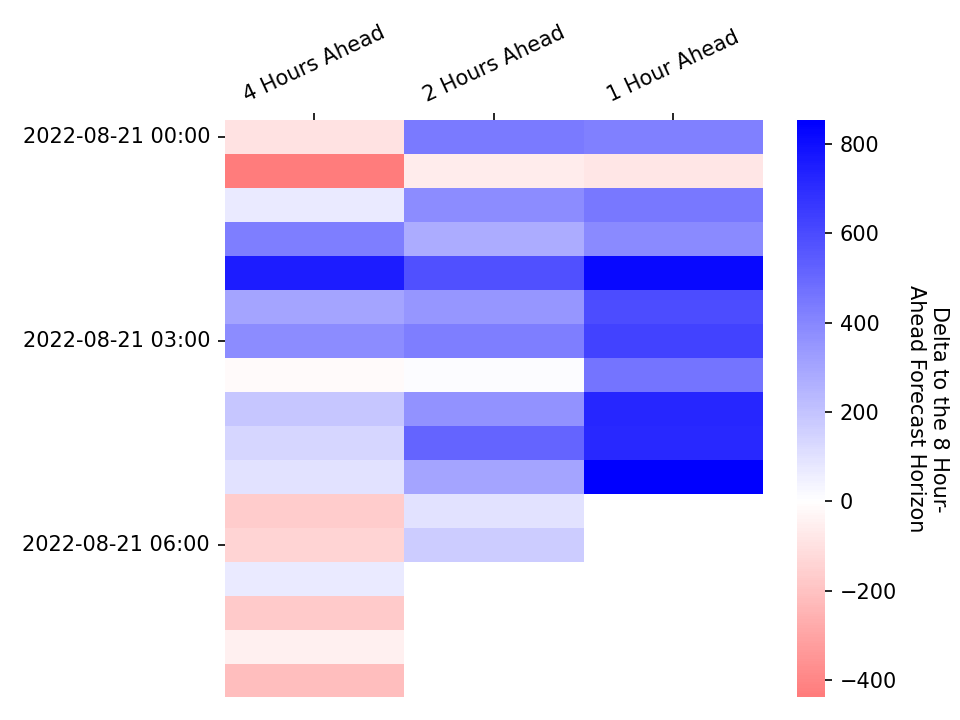 4 Hours Ahead
2 Hours Ahead
1 Hour Ahead
2022-08-21 00:00
2022-08-21 03:00
2022-08-21 06:00
800
600
400
200
0
−200
−400
Delta to the 8 Hour-
Ahead Forecast Horizon